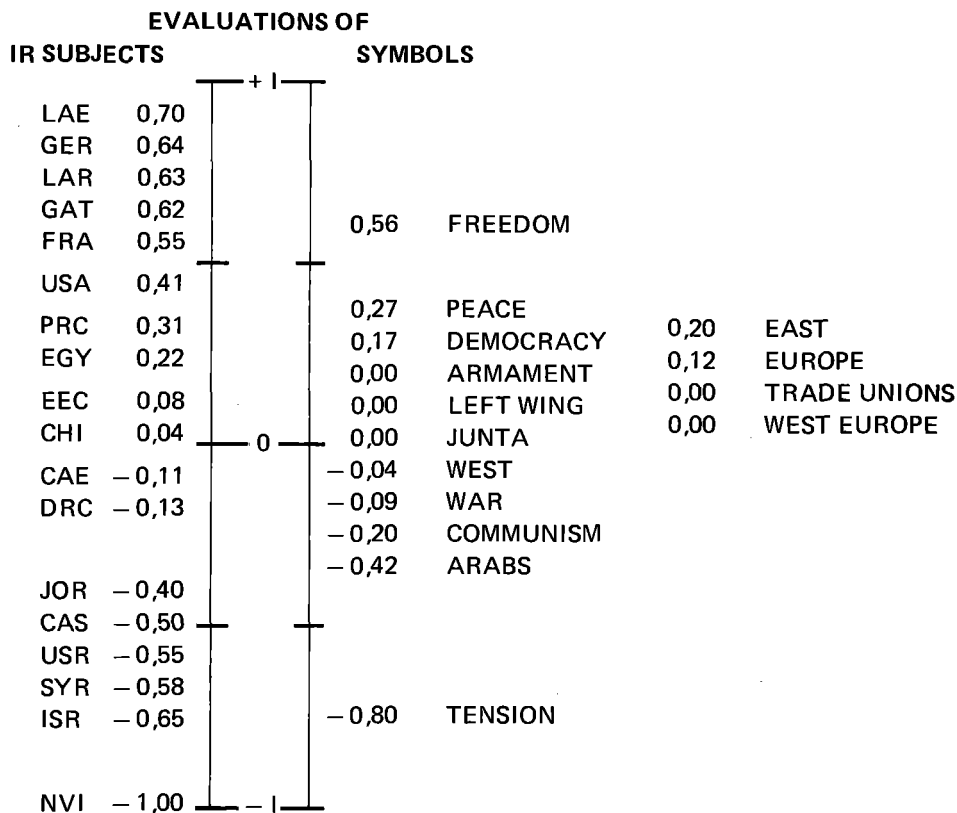 EVALUATIONS OF
IR SUBJECTS SYMBOLS
+ I
LAE 0,70
GER 0,64
LAR 0,63
GAT 0,62
FRA 0,55
0,56 FREEDOM
USA 0,41
PRC 0,31
EGY 0,22
EEC 0,08
CHI 0,04
0
CAE – 0,11
DRC – 0,13
JOR – 0,40
CAS – 0,50
USR – 0,55
SYR – 0,58
ISR – 0,65
NVI – 1,00
– I
0,27 PEACE
0,17 DEMOCRACY
0,00 ARMAMENT
0,00 LEFT WING
0,00 JUNTA
– 0,04 WEST
– 0,09 WAR
– 0,20 COMMUNISM
– 0,42 ARABS
– 0,80 TENSION
0,20 EAST
0,12 EUROPE
0,00 TRADE UNIONS
0,00 WEST EUROPE